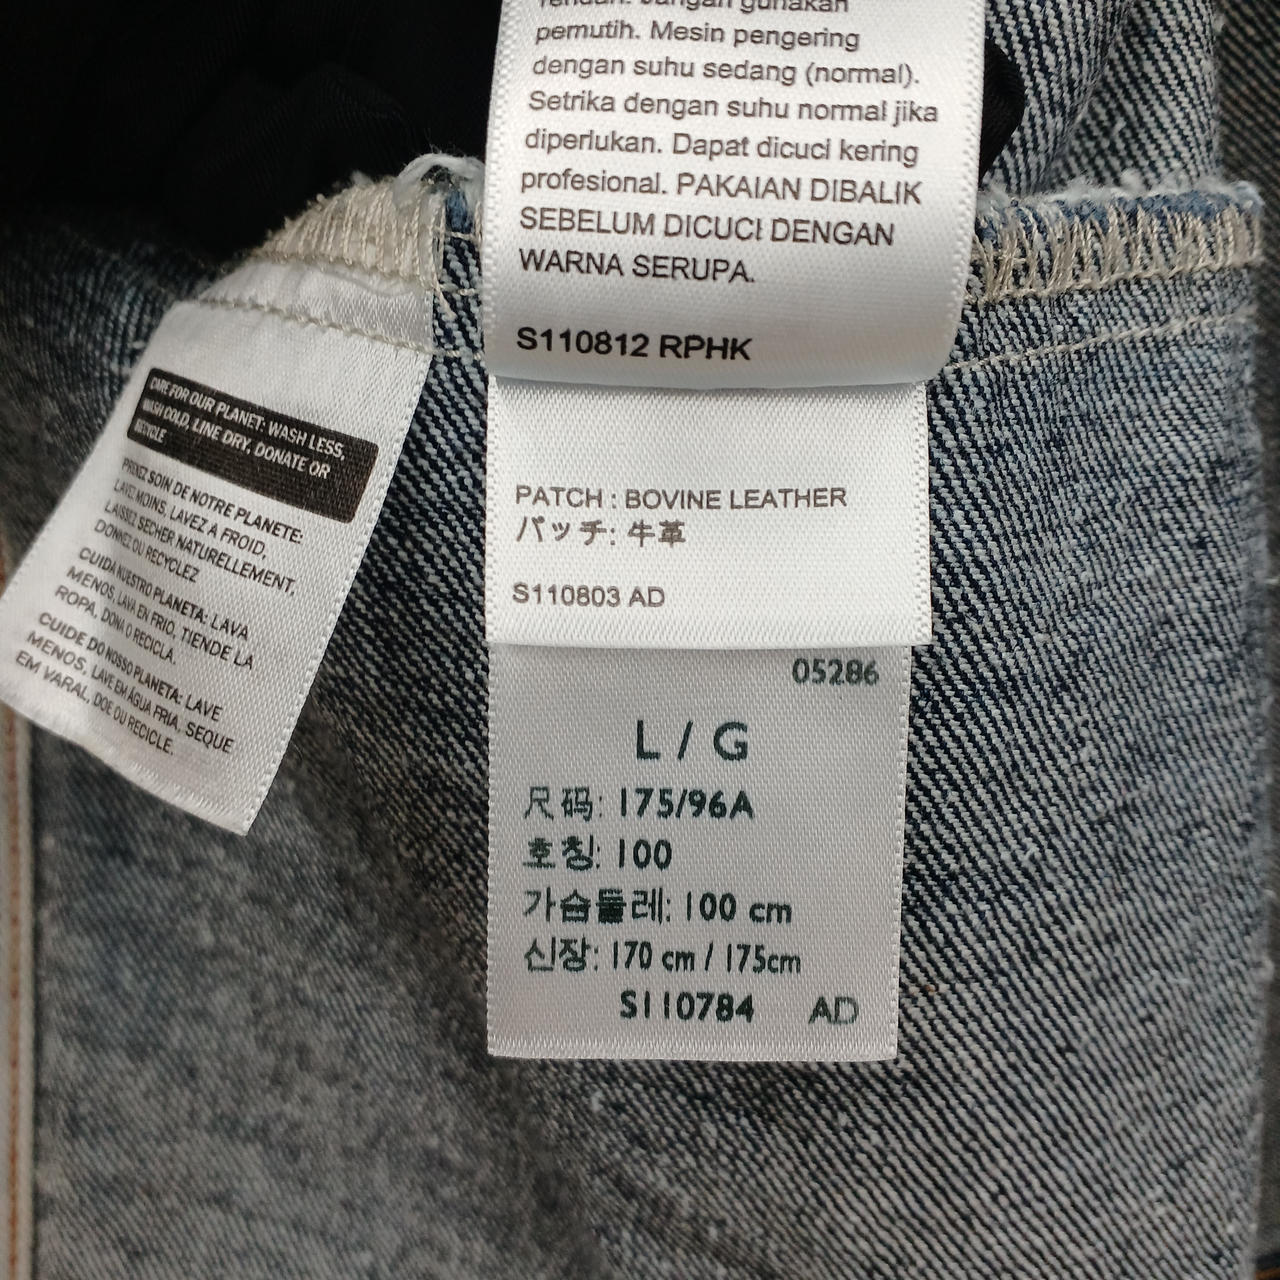 CARE FOR OUR PLANET: WASH LESS,
WASH COLD, LINE DRY, DONATE OR
RECYCLE
PRENEZ SOIN DE NOTRE PLANETE:
LAVEZ MOINS, LAVEZ A FROID,
LAISSEZ SECHER NATURELLEMENT,
DONNEZ OU RECYCLEZ
CUIDA NUESTRO PLANETA: LAVA
MENOS, LAVA EN FRIO, TIENDE LA
ROPA, DONA O RECICLA.
CUIDE DO NOSSO PLANETA: LAVE
MENOS, LAVE EM AGUA FRIA, SEQUE
EM VARAL, DOE OU RECICLE.
rendah. Jangan gunakan
pemutih. Mesin pengering
dengan suhu sedang (normal).
Setrika dengan suhu normal jika
diperlukan. Dapat dicuci kering
profesional. PAKAIAN DIBALIK
SEBELUM DICUCI DENGAN
WARNA SERUPA.
S110812 RPHK
PATCH : BOVINE LEATHER
パッチ: 牛革
S110803 AD
05286
L / G
尺码: 175/96A
호칭: 100
가슴둘레: 100 cm
신장: 170 cm / 175cm
S110784 AD